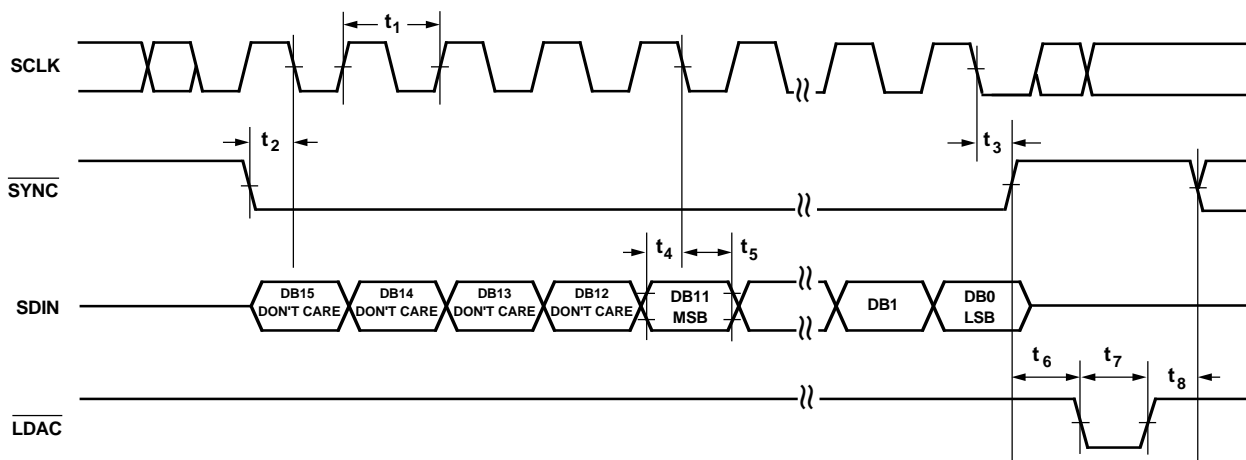 t1
SCLK
t2
t3
SYNC
t4
t5
DB15 DON'T CARE
DB14 DON'T CARE
DB13 DON'T CARE
DB12 DON'T CARE
DB11 MSB
DB1
DB0 LSB
SDIN
t6
t7
t8
LDAC